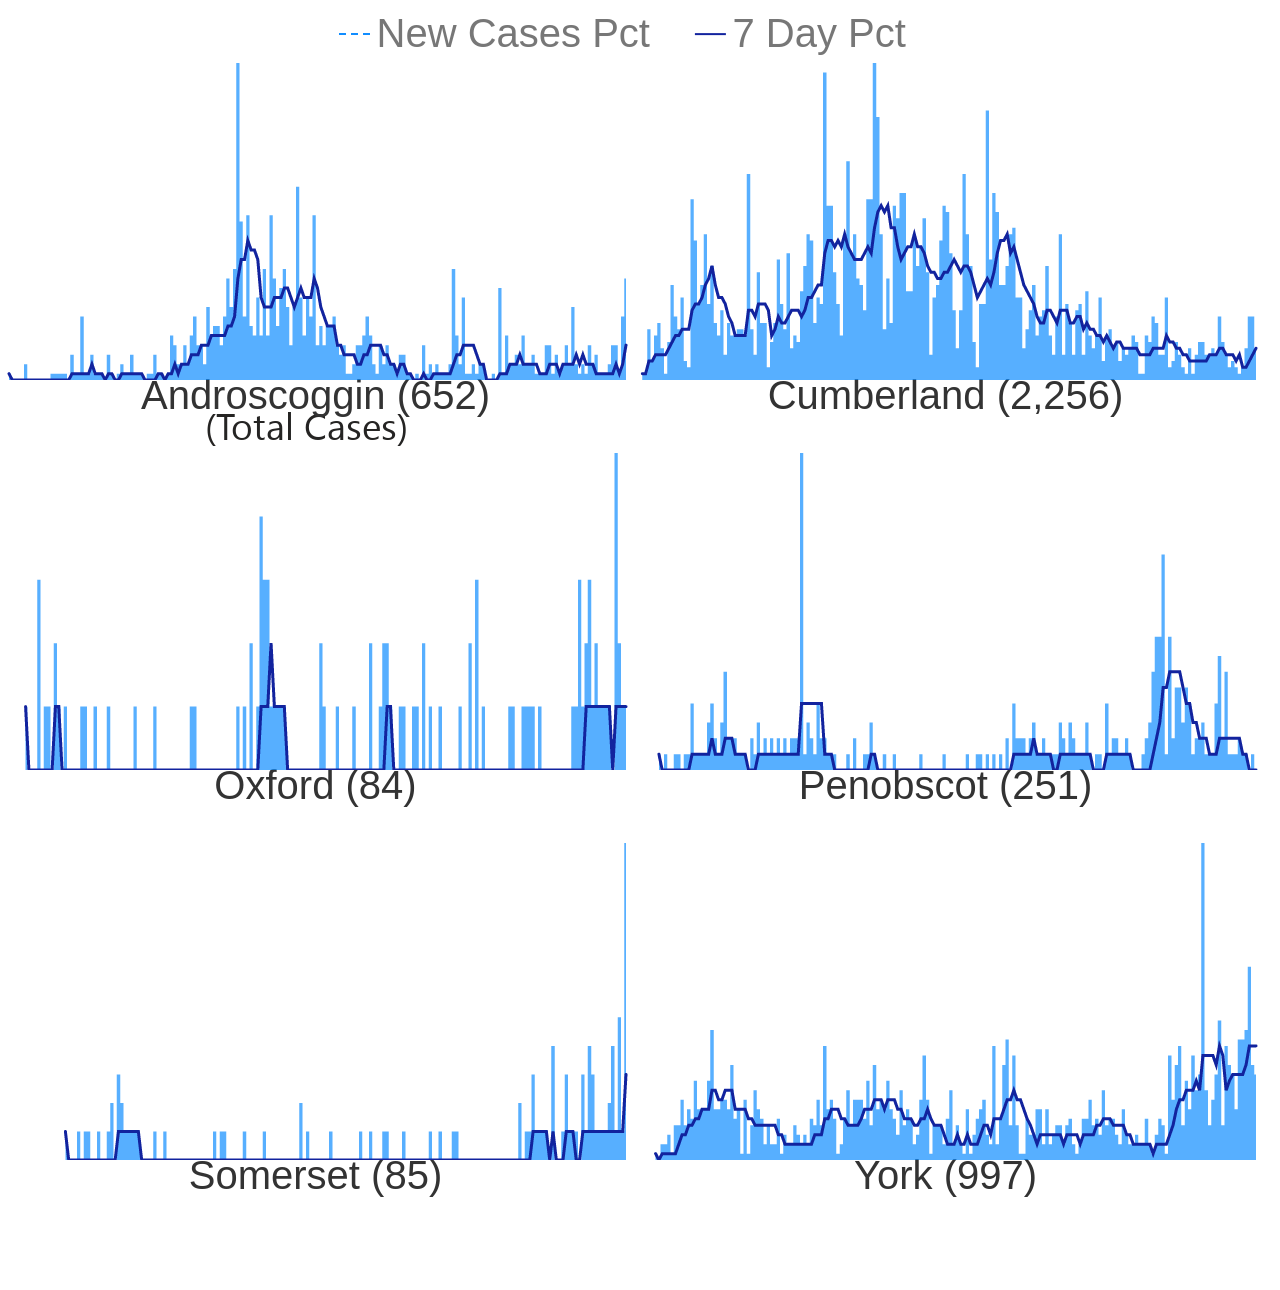 New Cases Pct 7 Day Pct
Androscoggin (652) Cumberland (2,256)
(Total Cases)
Oxford (84) Penobscot (251)
Somerset (85) York (997)